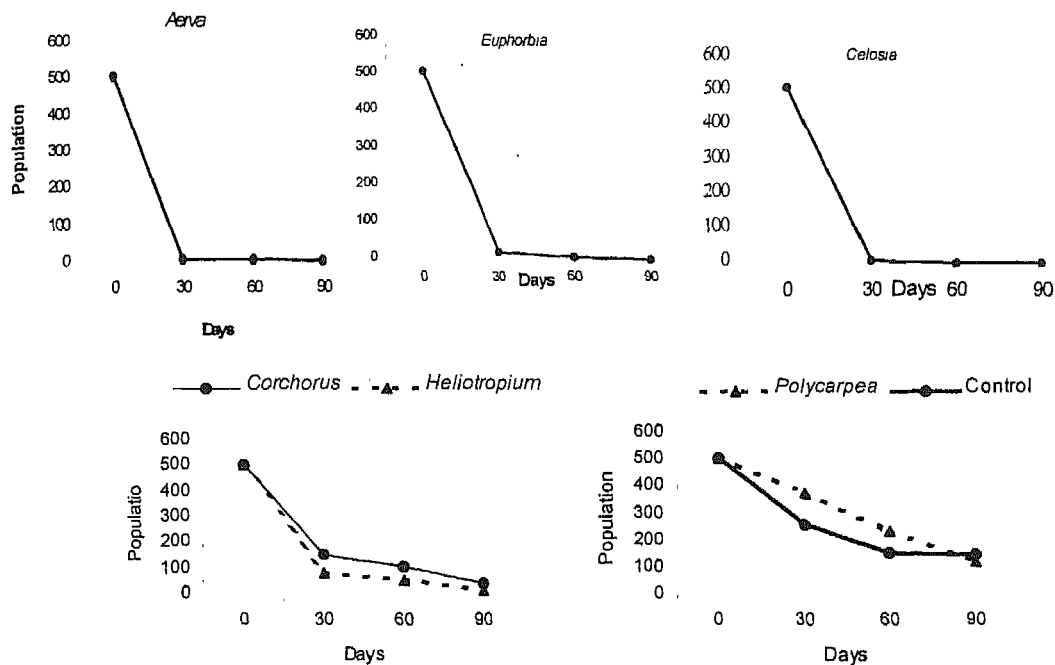 Aerva
600
500
400
300
200
100
0
Population
0 30 60 90
Days
Euphorbia
600
500
400
300
200
100
0
0 30 60 90
Days
Celosia
600
500
400
300
200
100
0
0 30 Days 60 90
Corchorus Heliotropium
600
500
400
300
200
100
0
Populatio
0 30 60 90
Days
Polycarpea Control
600
500
400
300
200
100
0
Population
0 30 60 90
Days